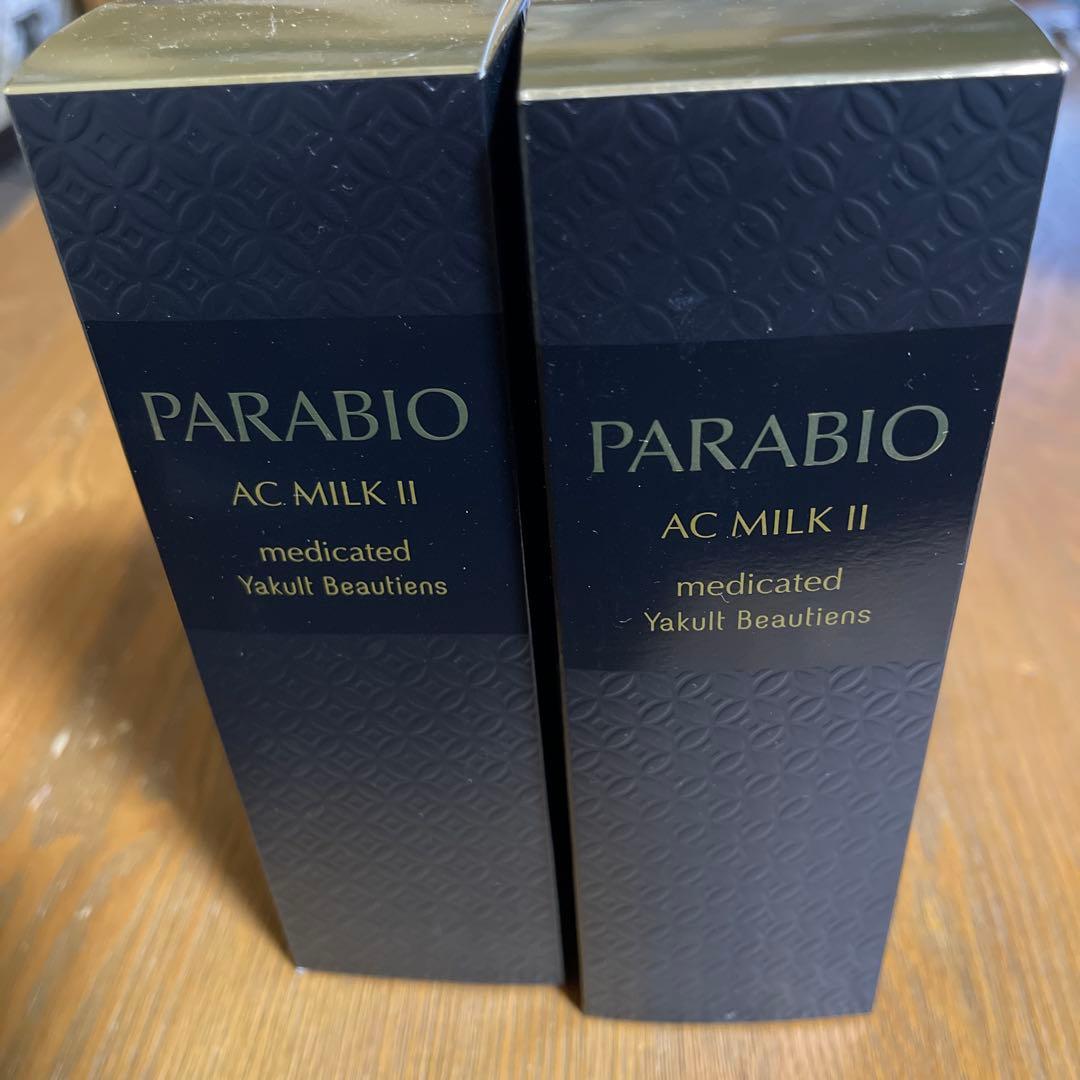 PARABIO
AC MILK II
medicated
Yakult Beautiens
PARABIO
AC MILK II
medicated
Yakult Beautiens